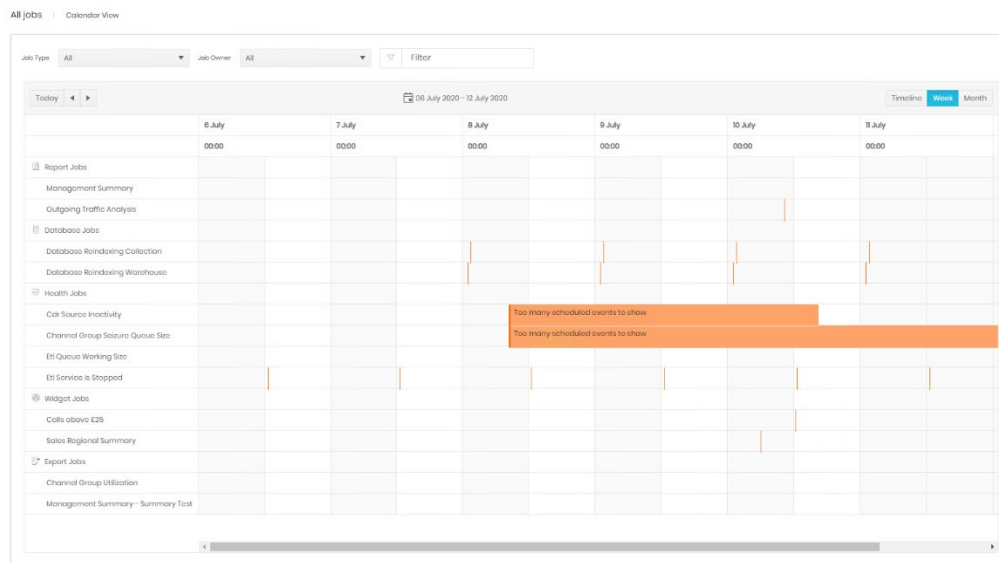 All jobs Calendar View
Job Type All Job Owner All Filter
Today 06 July 2020 - 12 July 2020 Timeline Week Month
6 July 7 July 8 July 9 July 10 July 11 July
00:00 00:00 00:00 00:00 00:00 00:00
Report Jobs
Management Summary
Outgoing Traffic Analysis
Database Jobs
Database Reindexing Collection
Database Reindexing Warehouse
Health Jobs
Cdr Source Inactivity Too many scheduled events to show
Channel Group Seizure Queue Size Too many scheduled events to show
Etl Queue Working Size
Etl Service Is Stopped
Widget Jobs
Calls above £25
Sales Regional Summary
Export Jobs
Channel Group Utilization
Management Summary - Summary Test